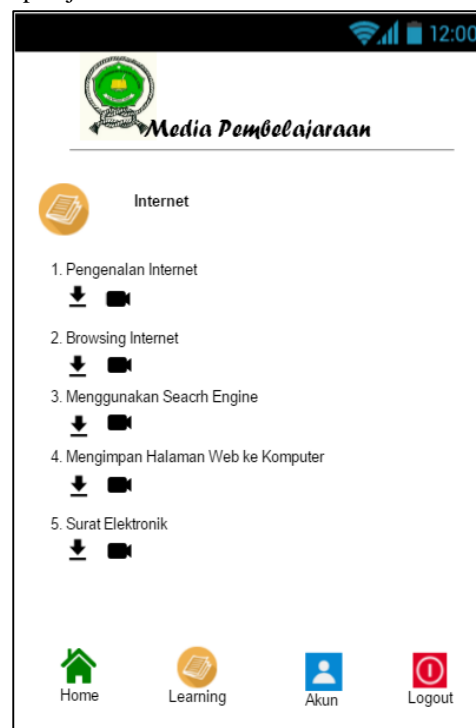 12:00
Media Pembelajaraan
Internet
1. Pengenalan Internet
2. Browsing Internet
3. Menggunakan Seacrh Engine
4. Mengimpan Halaman Web ke Komputer
5. Surat Elektronik
Home Learning Akun Logout